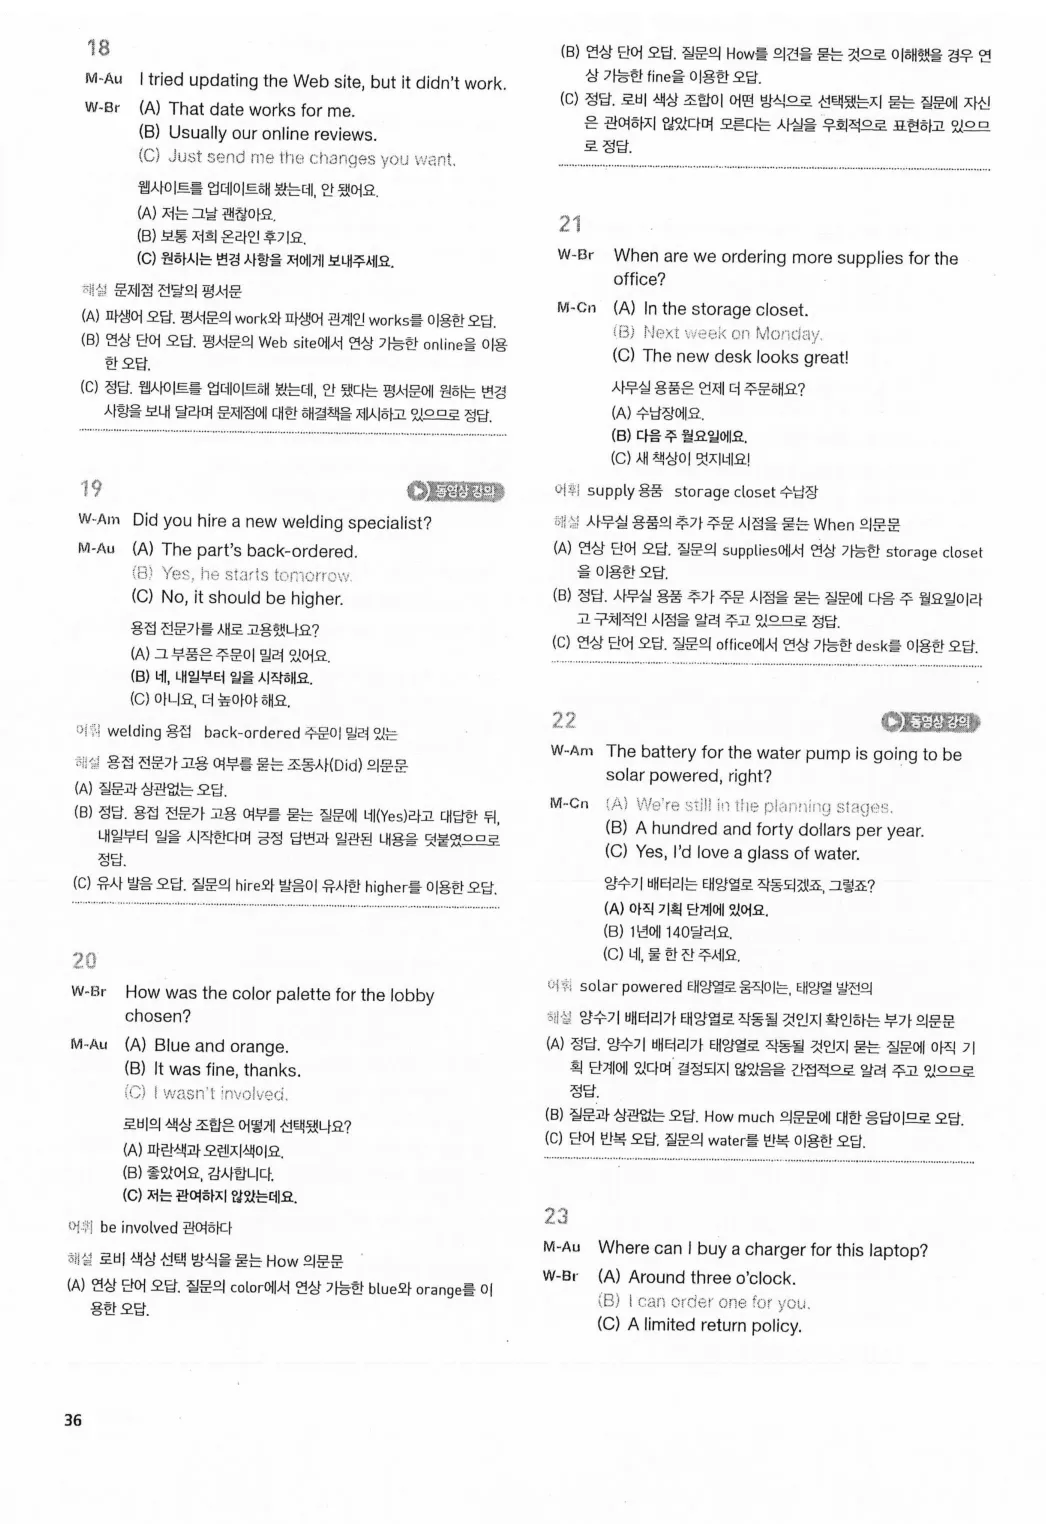 18
M-Au I tried updating the Web site, but it didn't work.
W-Br (A) That date works for me.
(B) Usually our online reviews.
(C) Just send me the changes you want.
웹사이트를 업데이트해 봤는데, 안 됐어요.
(A) 저는 그날 괜찮아요.
(B) 보통 저희 온라인 후기요.
(C) 원하시는 변경 사항을 저에게 보내주세요.
해설 문제점 전달의 평서문
(A) 파생어 오답. 평서문의 work와 파생어 관계인 works를 이용한 오답.
(B) 연상 단어 오답. 평서문의 Web site에서 연상 가능한 online을 이용
한 오답.
(C) 정답. 웹사이트를 업데이트해 봤는데, 안 됐다는 평서문에 원하는 변경
사항을 보내 달라며 문제점에 대한 해결책을 제시하고 있으므로 정답.
19
동영상 강의
W-Am Did you hire a new welding specialist?
M-Au (A) The part's back-ordered.
(B) Yes, he starts tomorrow.
(C) No, it should be higher.
용접 전문가를 새로 고용했나요?
(A) 그 부품은 주문이 밀려 있어요.
(B) 네, 내일부터 일을 시작해요.
(C) 아니요, 더 높아야 해요.
어휘 welding 용접 back-ordered 주문이 밀려 있는
해설 용접 전문가 고용 여부를 묻는 조동사(Did) 의문문
(A) 질문과 상관없는 오답.
(B) 정답. 용접 전문가 고용 여부를 묻는 질문에 네(Yes)라고 대답한 뒤,
내일부터 일을 시작한다며 긍정 답변과 일관된 내용을 덧붙였으므로
정답.
(C) 유사 발음 오답. 질문의 hire와 발음이 유사한 higher를 이용한 오답.
20
W-Br How was the color palette for the lobby
chosen?
M-Au (A) Blue and orange.
(B) It was fine, thanks.
(C) I wasn't involved.
로비의 색상 조합은 어떻게 선택됐나요?
(A) 파란색과 오렌지색이요.
(B) 좋았어요, 감사합니다.
(C) 저는 관여하지 않았는데요.
어휘 be involved 관여하다
해설 로비 색상 선택 방식을 묻는 How 의문문
(A) 연상 단어 오답. 질문의 color에서 연상 가능한 blue와 orange를 이
용한 오답.
(B) 연상 단어 오답. 질문의 How를 의견을 묻는 것으로 이해했을 경우 연
상 가능한 fine을 이용한 오답.
(C) 정답. 로비 색상 조합이 어떤 방식으로 선택됐는지 묻는 질문에 자신
은 관여하지 않았다며 모른다는 사실을 우회적으로 표현하고 있으므
로 정답.
21
W-Br When are we ordering more supplies for the
office?
M-Cn (A) In the storage closet.
(B) Next week on Monday.
(C) The new desk looks great!
사무실 용품은 언제 더 주문해요?
(A) 수납장에요.
(B) 다음 주 월요일에요.
(C) 새 책상이 멋지네요!
어휘 supply 용품 storage closet 수납장
해설 사무실 용품의 추가 주문 시점을 묻는 When 의문문
(A) 연상 단어 오답. 질문의 supplies에서 연상 가능한 storage closet
을 이용한 오답.
(B) 정답. 사무실 용품 추가 주문 시점을 묻는 질문에 다음 주 월요일이라
고 구체적인 시점을 알려 주고 있으므로 정답.
(C) 연상 단어 오답. 질문의 office에서 연상 가능한 desk를 이용한 오답.
22
동영상 강의
W-Am The battery for the water pump is going to be
solar powered, right?
M-Cn (A) We're still in the planning stages.
(B) A hundred and forty dollars per year.
(C) Yes, I'd love a glass of water.
양수기 배터리는 태양열로 작동되겠죠, 그렇죠?
(A) 아직 기획 단계에 있어요.
(B) 1년에 140달러요.
(C) 네, 물 한 잔 주세요.
어휘 solar powered 태양열로 움직이는, 태양열 발전의
해설 양수기 배터리가 태양열로 작동될 것인지 확인하는 부가 의문문
(A) 정답. 양수기 배터리가 태양열로 작동될 것인지 묻는 질문에 아직 기
획 단계에 있다며 결정되지 않았음을 간접적으로 알려 주고 있으므로
정답.
(B) 질문과 상관없는 오답. How much 의문문에 대한 응답이므로 오답.
(C) 단어 반복 오답. 질문의 water를 반복 이용한 오답.
23
M-Au Where can I buy a charger for this laptop?
W-Br (A) Around three o'clock.
(B) I can order one for you.
(C) A limited return policy.
36